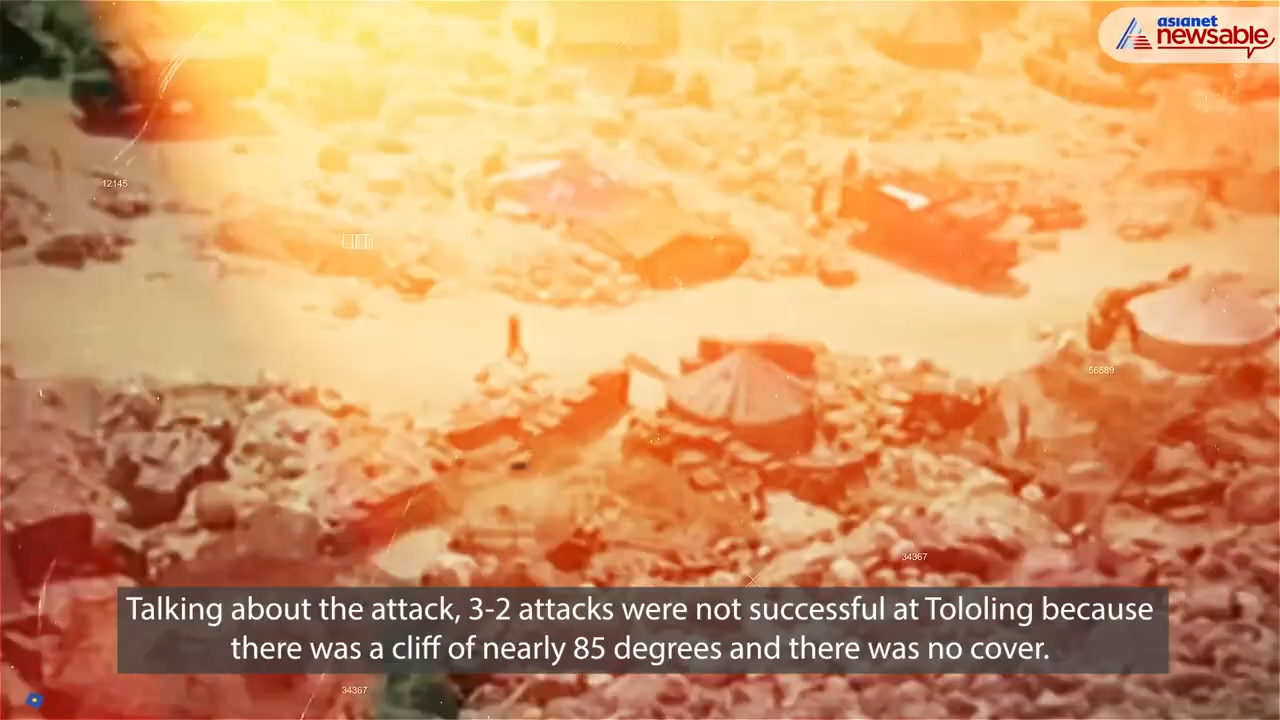 asianet
newsable
12145
56589
34367
Talking about the attack, 3-2 attacks were not successful at Tololing because
there was a cliff of nearly 85 degrees and there was no cover.
34367